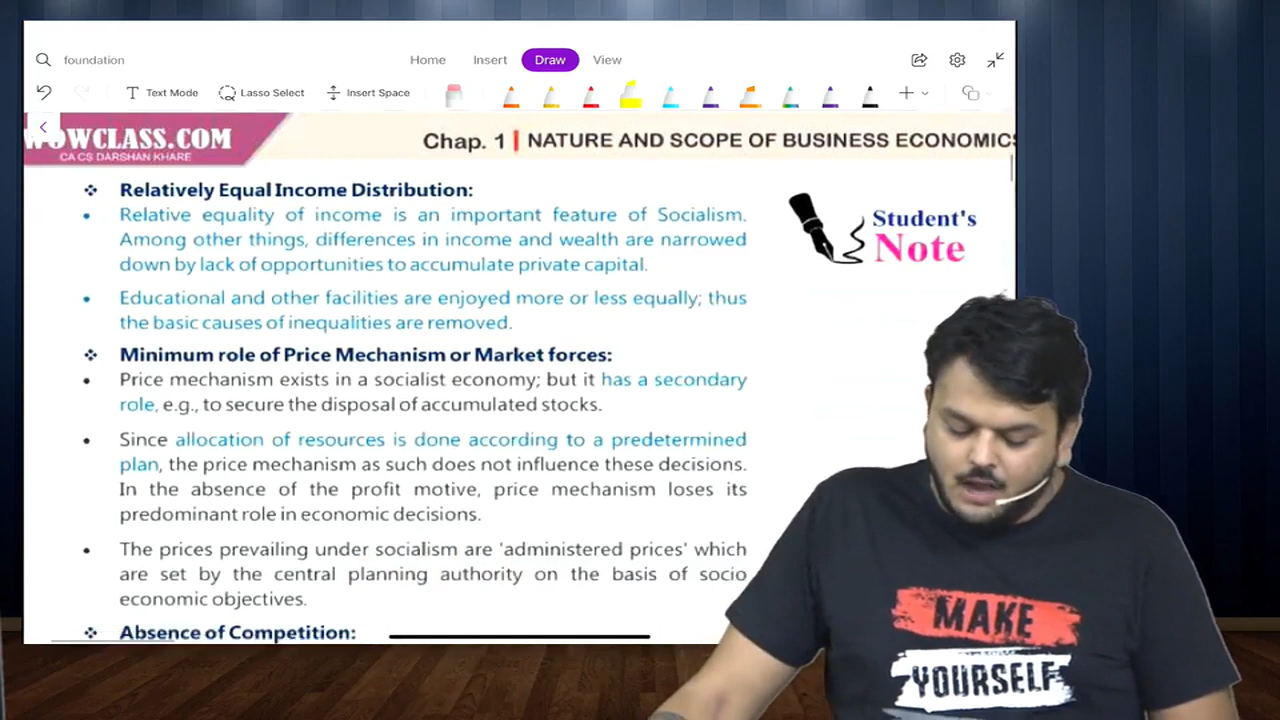 foundation
Home Insert Draw View
Text Mode Lasso Select Insert Space
WOWCLASS.COM
CA CS DARSHAN KHARE
Chap. 1 | NATURE AND SCOPE OF BUSINESS ECONOMICS
❖ Relatively Equal Income Distribution:
• Relative equality of income is an important feature of Socialism.
Among other things, differences in income and wealth are narrowed
down by lack of opportunities to accumulate private capital.
• Educational and other facilities are enjoyed more or less equally; thus
the basic causes of inequalities are removed.
❖ Minimum role of Price Mechanism or Market forces:
• Price mechanism exists in a socialist economy; but it has a secondary
role, e.g., to secure the disposal of accumulated stocks.
• Since allocation of resources is done according to a predetermined
plan, the price mechanism as such does not influence these decisions.
In the absence of the profit motive, price mechanism loses its
predominant role in economic decisions.
• The prices prevailing under socialism are 'administered prices' which
are set by the central planning authority on the basis of socio
economic objectives.
❖ Absence of Competition:
Student's
Note
MAKE
YOURSELF